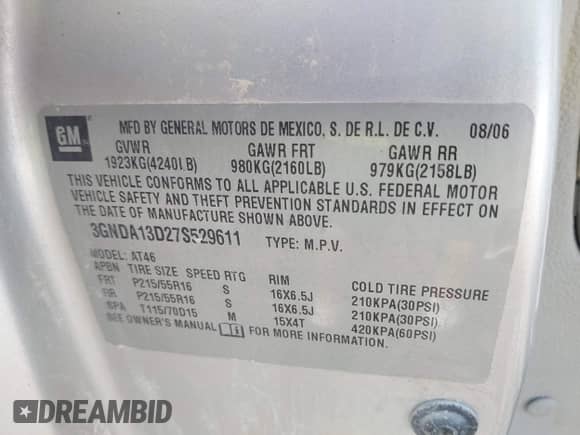 GM
MFD BY GENERAL MOTORS DE MEXICO, S. DE R.L. DE C.V. 08/06
GVWR GAWR FRT GAWR RR
1923KG(4240LB) 980KG(2160LB) 979KG(2158LB)
THIS VEHICLE CONFORMS TO ALL APPLICABLE U.S. FEDERAL MOTOR
VEHICLE SAFETY AND THEFT PREVENTION STANDARDS IN EFFECT ON
THE DATE OF MANUFACTURE SHOWN ABOVE.
3GNDA13D27S529611 TYPE: M.P.V.
MODEL: AT46
APBN TIRE SIZE SPEED RTG RIM COLD TIRE PRESSURE
FRT P215/55R16 S 16X6.5J 210KPA(30PSI)
RR P215/55R16 S 16X6.5J 210KPA(30PSI)
SPA T115/70D15 M 15X4T 420KPA(60PSI)
SEE OWNER'S MANUAL FOR MORE INFORMATION.
DREAMBID